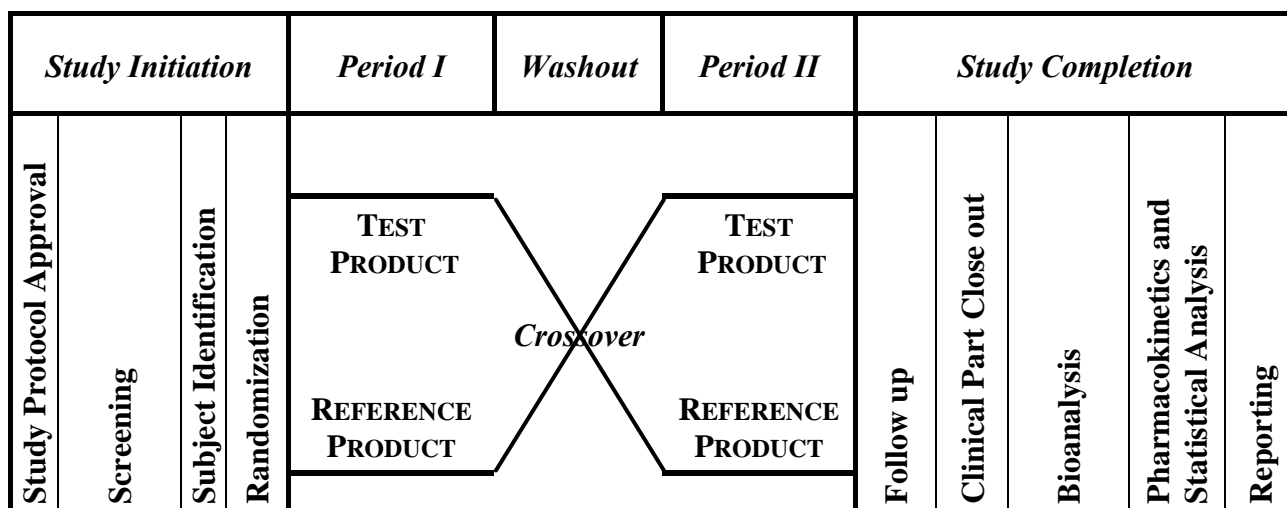 Study Initiation
Period I
Washout
Period II
Study Completion
Study Protocol Approval
Screening
Subject Identification
Randomization
TEST
PRODUCT
REFERENCE
PRODUCT
Crossover
TEST
PRODUCT
REFERENCE
PRODUCT
Follow up
Clinical Part Close out
Bioanalysis
Pharmacokinetics and
Statistical Analysis
Reporting